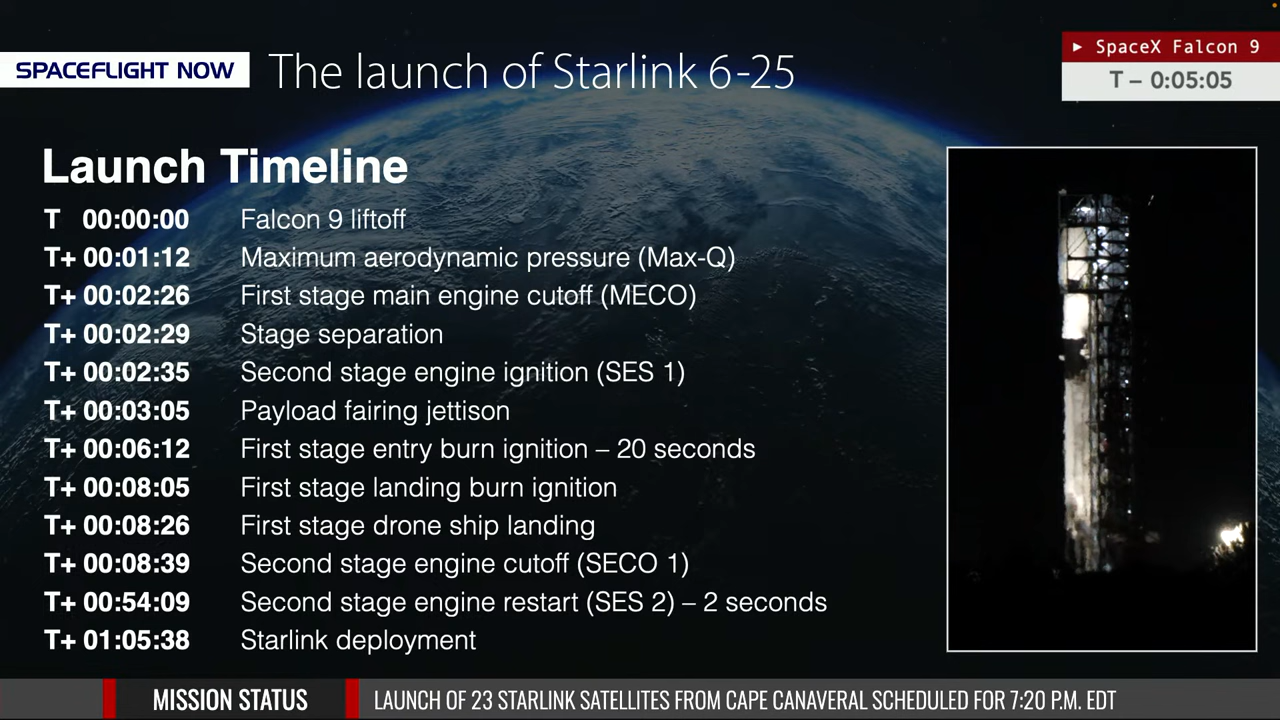 SPACEFLIGHT NOW
The launch of Starlink 6-25
► SpaceX Falcon 9
T – 0:05:05
Launch Timeline
T 00:00:00 Falcon 9 liftoff
T+ 00:01:12 Maximum aerodynamic pressure (Max-Q)
T+ 00:02:26 First stage main engine cutoff (MECO)
T+ 00:02:29 Stage separation
T+ 00:02:35 Second stage engine ignition (SES 1)
T+ 00:03:05 Payload fairing jettison
T+ 00:06:12 First stage entry burn ignition – 20 seconds
T+ 00:08:05 First stage landing burn ignition
T+ 00:08:26 First stage drone ship landing
T+ 00:08:39 Second stage engine cutoff (SECO 1)
T+ 00:54:09 Second stage engine restart (SES 2) – 2 seconds
T+ 01:05:38 Starlink deployment
MISSION STATUS
LAUNCH OF 23 STARLINK SATELLITES FROM CAPE CANAVERAL SCHEDULED FOR 7:20 P.M. EDT